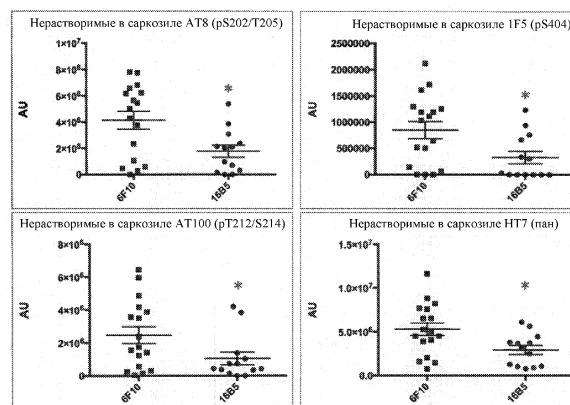 Нерастворимые в саркозиле AT8 (pS202/T205)
AU
1×10⁷
8×10⁶
6×10⁶
4×10⁶
2×10⁶
0
*
6F10
16B5
Нерастворимые в саркозиле 1F5 (pS404)
AU
2500000
2000000
1500000
1000000
500000
0
*
6F10
16B5
Нерастворимые в саркозиле AT100 (pT212/S214)
AU
8×10⁶
6×10⁶
4×10⁶
2×10⁶
0
*
6F10
16B5
Нерастворимые в саркозиле HT7 (пан)
AU
1.5×10⁷
1.0×10⁷
5.0×10⁶
0.0
*
6F10
16B5